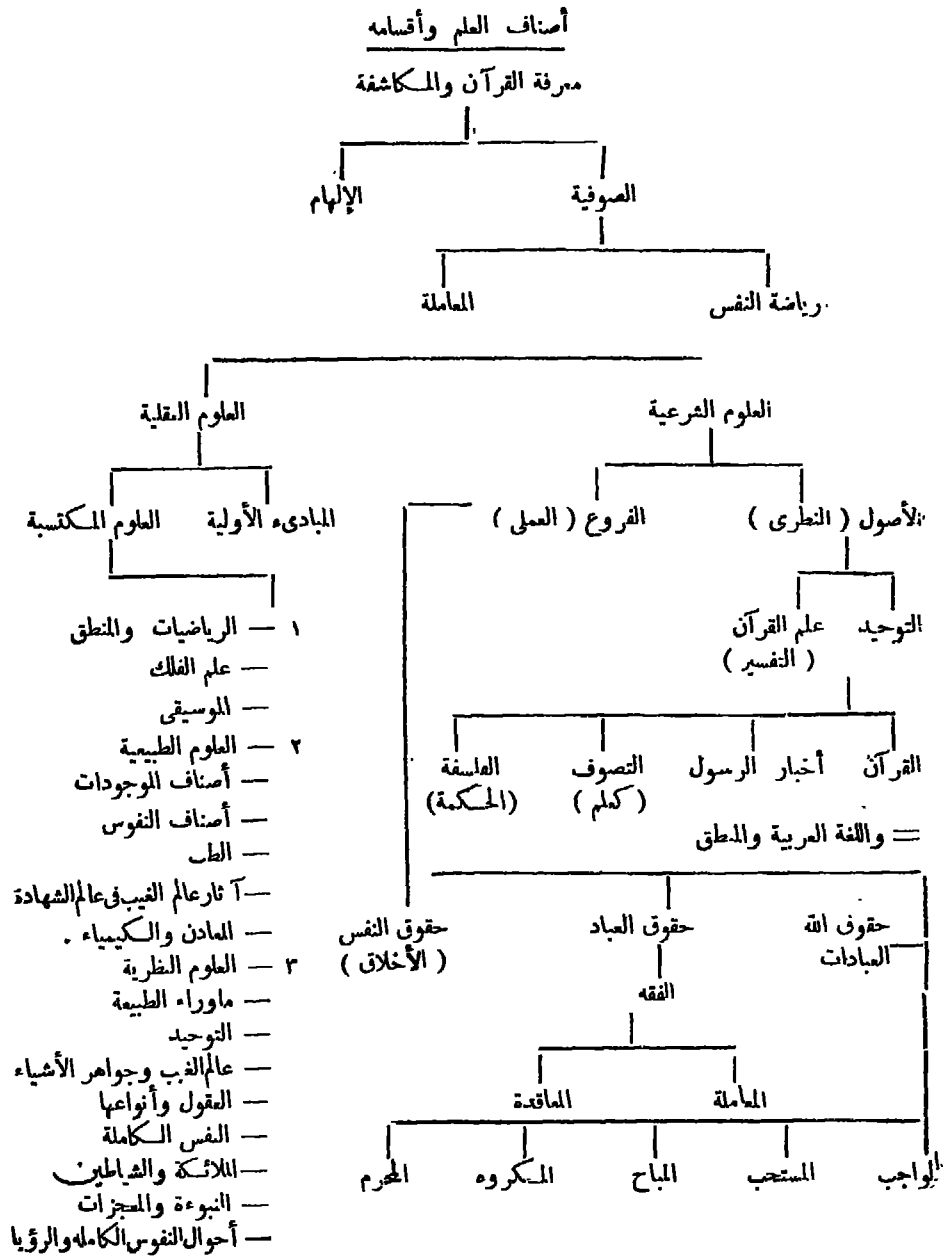 أصناف العلم وأقسامه
معرفة القرآن والمكاشفة
الصوفية
الإلهام
رياضة النفس
المعاملة
العلوم الشرعية
العلوم العقلية
الأصول ( النظرى )
الفروع ( العملى )
المبادىء الأولية
العلوم المكتسبة
التوحيد
علم القرآن
( التفسير )
القرآن
أخبار الرسول
التصوف
( كعلم )
الفلسفة
(الحكمة)
= واللغة العربية والمنطق
حقوق الله
العبادات
حقوق العباد
حقوق النفس
( الأخلاق )
الفقه
المعاملة
المعاقدة
الواجب
المستحب
المباح
المكروه
المحرم
١ — الرياضيات والمنطق
— علم الفلك
— الموسيقى
٢ — العلوم الطبيعية
— أصناف الموجودات
— أصناف النفوس
— الطب
— آثار عالم الغيب فى عالم الشهادة
— المعادن والكيمياء .
٣ — العلوم النظرية
— ماوراء الطبيعة
— التوحيد
— عالم الغيب وجواهر الأشياء
— العقول وأنواعها
— النفس الكاملة
— الملائكة والشياطين
— النبوءة والمعجزات
— أحوال النفوس الكاملة والرؤيا